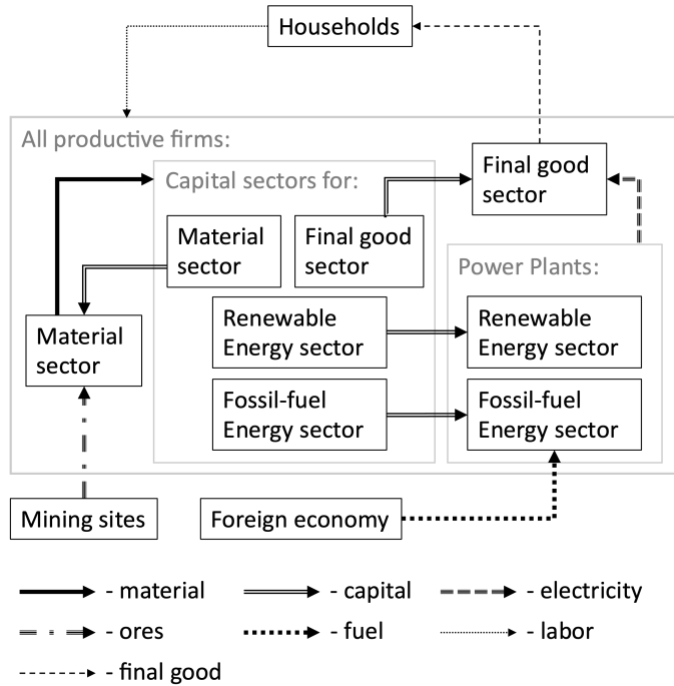 Households
All productive firms:
Capital sectors for:
Final good
sector
Material
sector
Final good
sector
Power Plants:
Material
sector
Renewable
Energy sector
Renewable
Energy sector
Fossil-fuel
Energy sector
Fossil-fuel
Energy sector
Mining sites
Foreign economy
- material
- capital
- electricity
- ores
- fuel
- labor
- final good